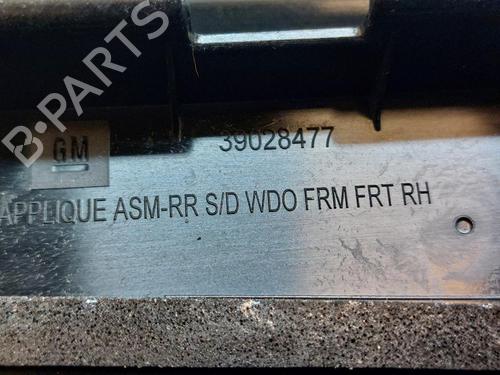 B-PARTS
GM
39028477
APPLIQUE ASM-RR S/D WDO FRM FRT RH